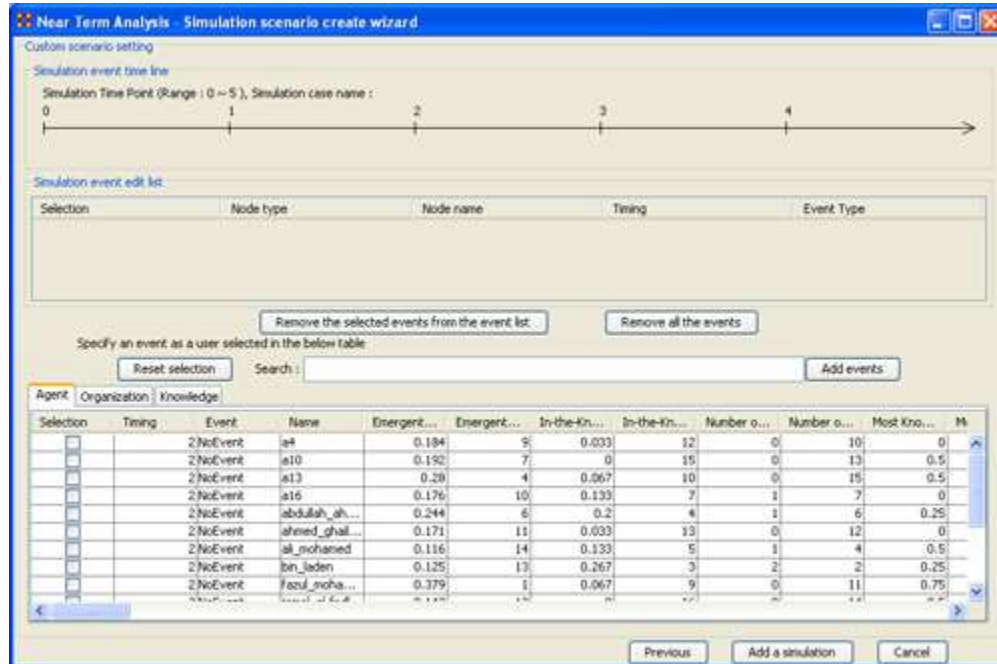 Near Term Analysis - Simulation scenario create wizard
Custom scenario setting
Simulation event time line
Simulation Time Point (Range : 0 ~ 5 ), Simulation case name :
0 1 2 3 4
Simulation event edit list
Selection Node type Node name Timing Event Type
Remove the selected events from the event list Remove all the events
Specify an event as a user selected in the below table
Reset selection Search : Add events
Agent Organization Knowledge
Selection Timing Event Name Emergent... Emergent... In-the-Kn... In-the-Kn... Number o... Number o... Most Kno... M
2 NoEvent a4 0.184 9 0.033 12 0 10 0
2 NoEvent a10 0.192 7 0 15 0 13 0.5
2 NoEvent a13 0.28 4 0.067 10 0 15 0.5
2 NoEvent a16 0.176 10 0.133 7 1 7 0
2 NoEvent abdullah_ah... 0.244 6 0.2 4 1 6 0.25
2 NoEvent ahmed_ghail... 0.171 11 0.033 13 0 12 0
2 NoEvent ali_mohamed 0.116 14 0.133 5 1 4 0.5
2 NoEvent bin_laden 0.125 13 0.267 3 2 2 0.25
2 NoEvent fazul_moha... 0.379 1 0.067 9 0 11 0.75
Previous Add a simulation Cancel